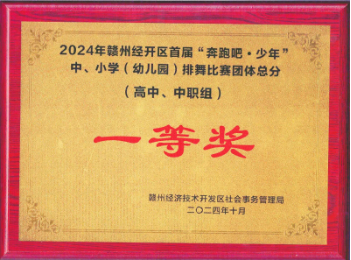 2024年赣州经开区首届“奔跑吧·少年”
中、小学（幼儿园）排舞比赛团体总分
（高中、中职组）
一等奖
赣州经济技术开发区社会事务管理局
二〇二四年十月